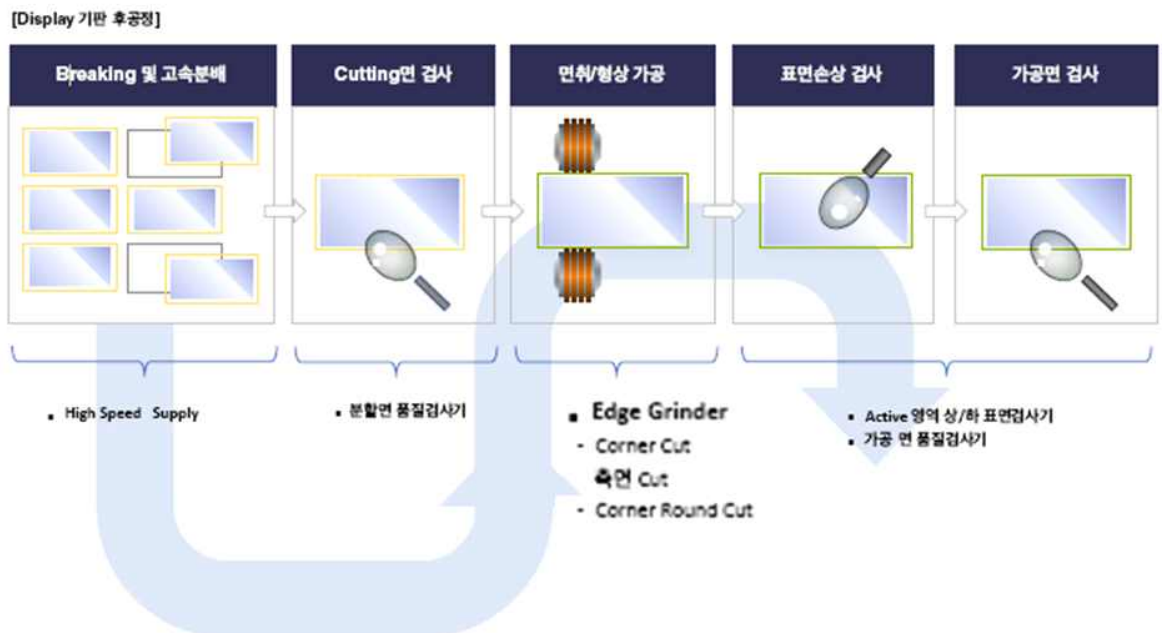 [Display 기판 후공정]
Breaking 및 고속분배
Cutting면 검사
면취/형상 가공
표면손상 검사
가공면 검사
▪ High Speed Supply
▪ 분할면 품질검사기
▪ Edge Grinder
- Corner Cut
측면 Cut
- Corner Round Cut
▪ Active 영역 상/하 표면검사기
▪ 가공 면 품질검사기